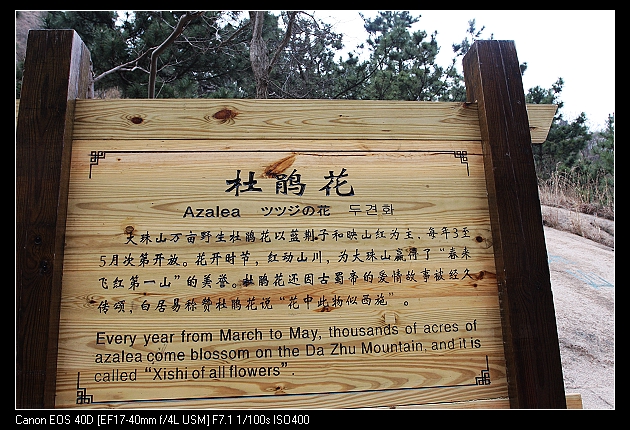 杜鹃花
Azalea ツツジの花 두견화
大珠山万亩野生杜鹃花以蓝荆子和映山红为主，每年3至
5月次第开放。花开时节，红动山川，为大珠山赢得了“春来
飞红第一山”的美誉。杜鹃花还因古蜀帝的爱情故事被经久
传颂，白居易称赞杜鹃花说“花中此物似西施”。
Every year from March to May, thousands of acres of
azalea come blossom on the Da Zhu Mountain, and it is
called “Xishi of all flowers”.
Canon EOS 40D [EF17-40mm f/4L USM] F7.1 1/100s ISO400